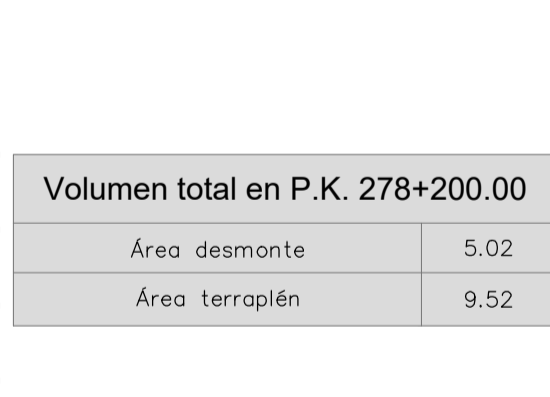 Volumen total en P.K. 278+200.00
Área desmonte 5.02
Área terraplén 9.52